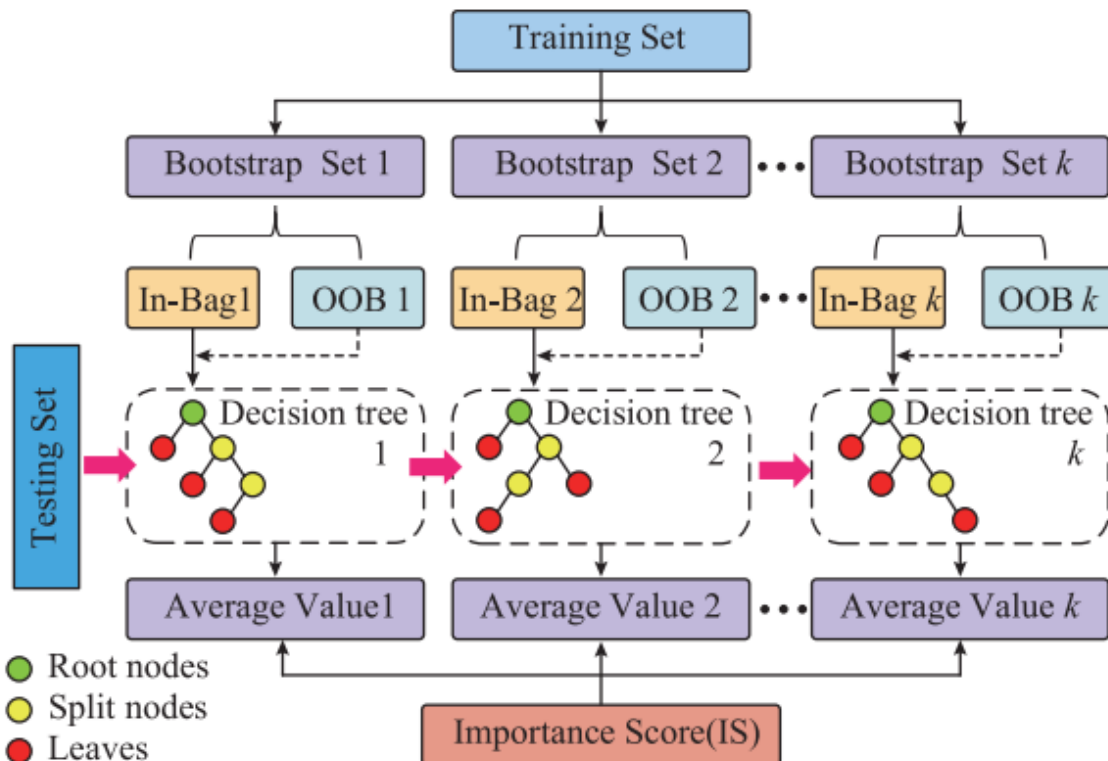 Training Set
Bootstrap Set 1
Bootstrap Set 2
Bootstrap Set k
In-Bag1
OOB 1
In-Bag 2
OOB 2
In-Bag k
OOB k
Testing Set
Decision tree
1
Decision tree
2
Decision tree
k
Average Value1
Average Value 2
Average Value k
Root nodes
Split nodes
Leaves
Importance Score(IS)